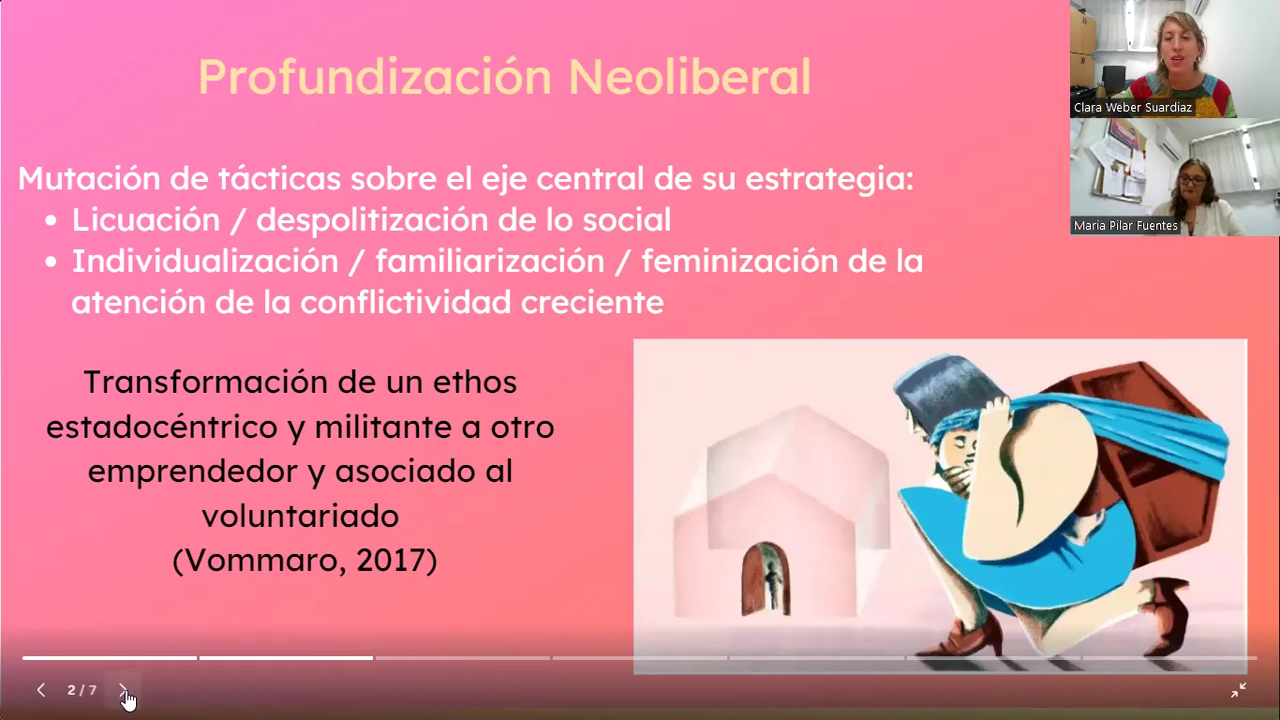 Profundización Neoliberal
Mutación de tácticas sobre el eje central de su estrategia:
• Licuación / despolitización de lo social
• Individualización / familiarización / feminización de la
atención de la conflictividad creciente
Transformación de un ethos
estadocéntrico y militante a otro
emprendedor y asociado al
voluntariado
(Vommaro, 2017)
2 / 7
Clara Weber Suardiaz
Maria Pilar Fuentes